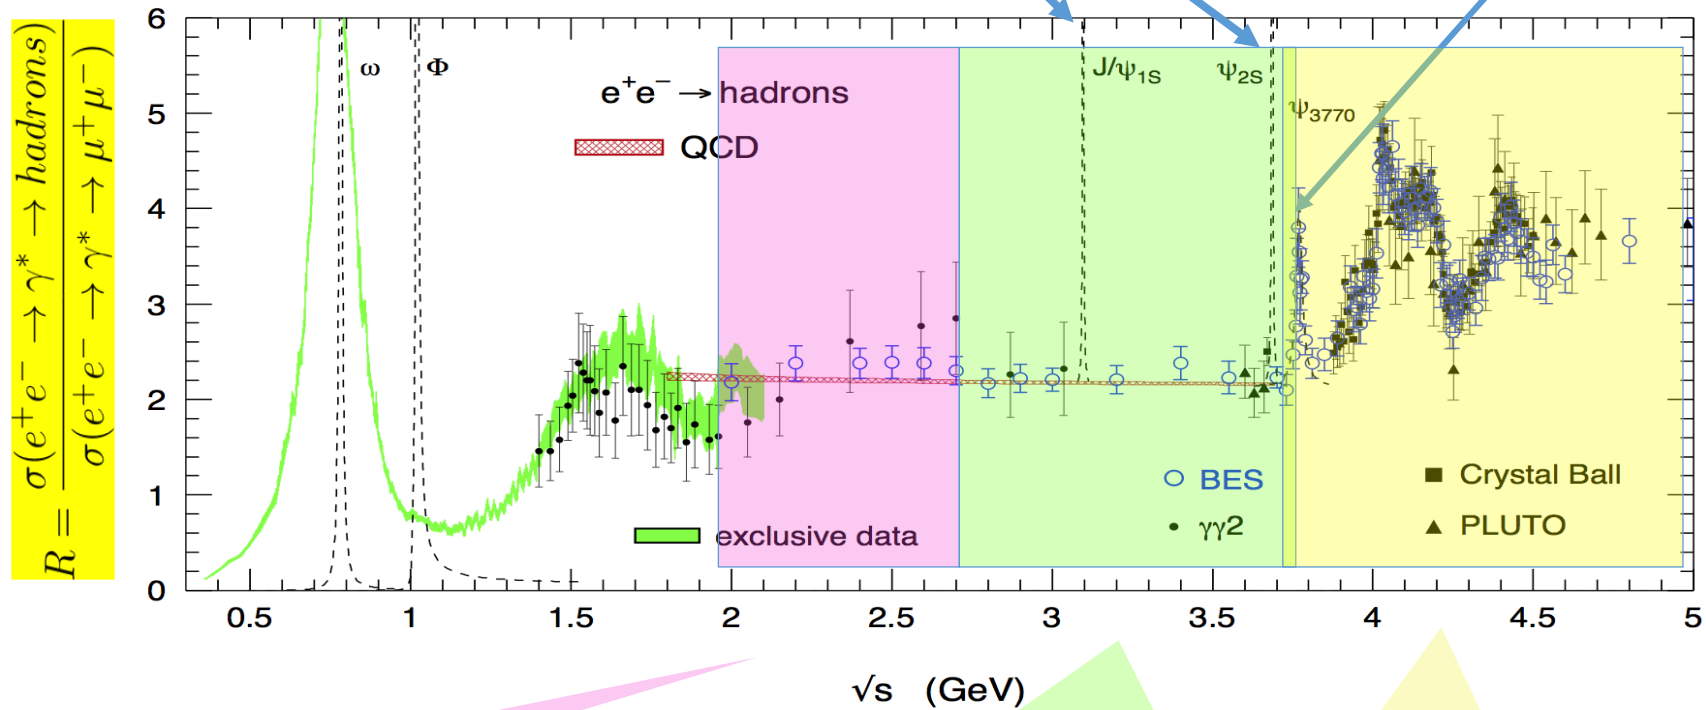 R = σ(e⁺e⁻ → γ* → hadrons) / σ(e⁺e⁻ → γ* → μ⁺μ⁻)
6
5
4
3
2
1
0
ω Φ
J/ψ₁S ψ₂S
ψ₃₇₇₀
e⁺e⁻ → hadrons
QCD
BES
Crystal Ball
γγ2
PLUTO
exclusive data
0.5 1 1.5 2 2.5 3 3.5 4 4.5 5
√s (GeV)